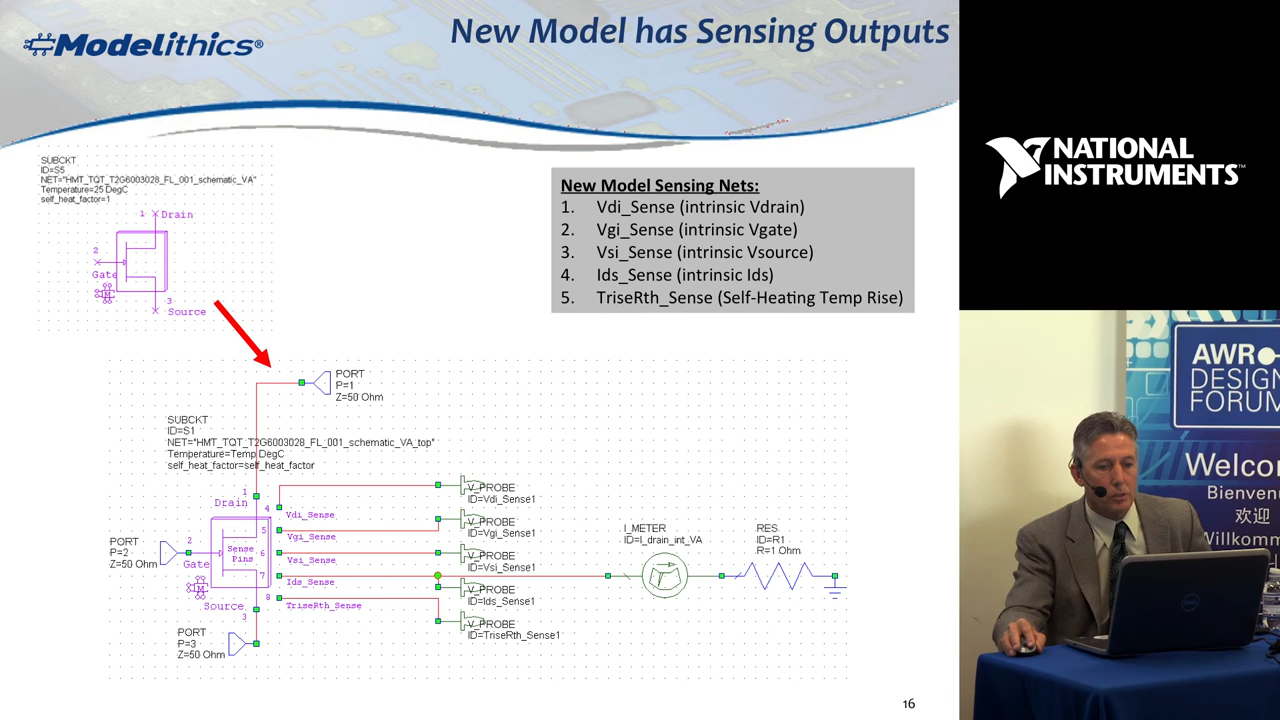 Modelithics®
New Model has Sensing Outputs
SUBCKT
ID=S5
NET="HMT_TQT_T2G6003028_FL_001_schematic_VA"
Temperature=25 DegC
self_heat_factor=1
1 Drain
2
Gate
M
3
Source
New Model Sensing Nets:
1. Vdi_Sense (intrinsic Vdrain)
2. Vgi_Sense (intrinsic Vgate)
3. Vsi_Sense (intrinsic Vsource)
4. Ids_Sense (intrinsic Ids)
5. TriseRth_Sense (Self-Heating Temp Rise)
PORT
P=1
Z=50 Ohm
SUBCKT
ID=S1
NET="HMT_TQT_T2G6003028_FL_001_schematic_VA_top"
Temperature=Temp DegC
self_heat_factor=self_heat_factor
1
Drain
4
Vdi_Sense
5
Vgi_Sense
6
Vsi_Sense
7
Ids_Sense
8
TriseRth_Sense
Sense
Pins
2
Gate
M
Source
3
PORT
P=2
Z=50 Ohm
PORT
P=3
Z=50 Ohm
V_PROBE
ID=Vdi_Sense1
V_PROBE
ID=Vgi_Sense1
V_PROBE
ID=Vsi_Sense1
V_PROBE
ID=Ids_Sense1
V_PROBE
ID=TriseRth_Sense1
I_METER
ID=I_drain_int_VA
RES
ID=R1
R=1 Ohm
16
NATIONAL
INSTRUMENTS™
AWR
DESIGN
FORUM
Welco
Bienven
欢迎
Willkomm
DELL